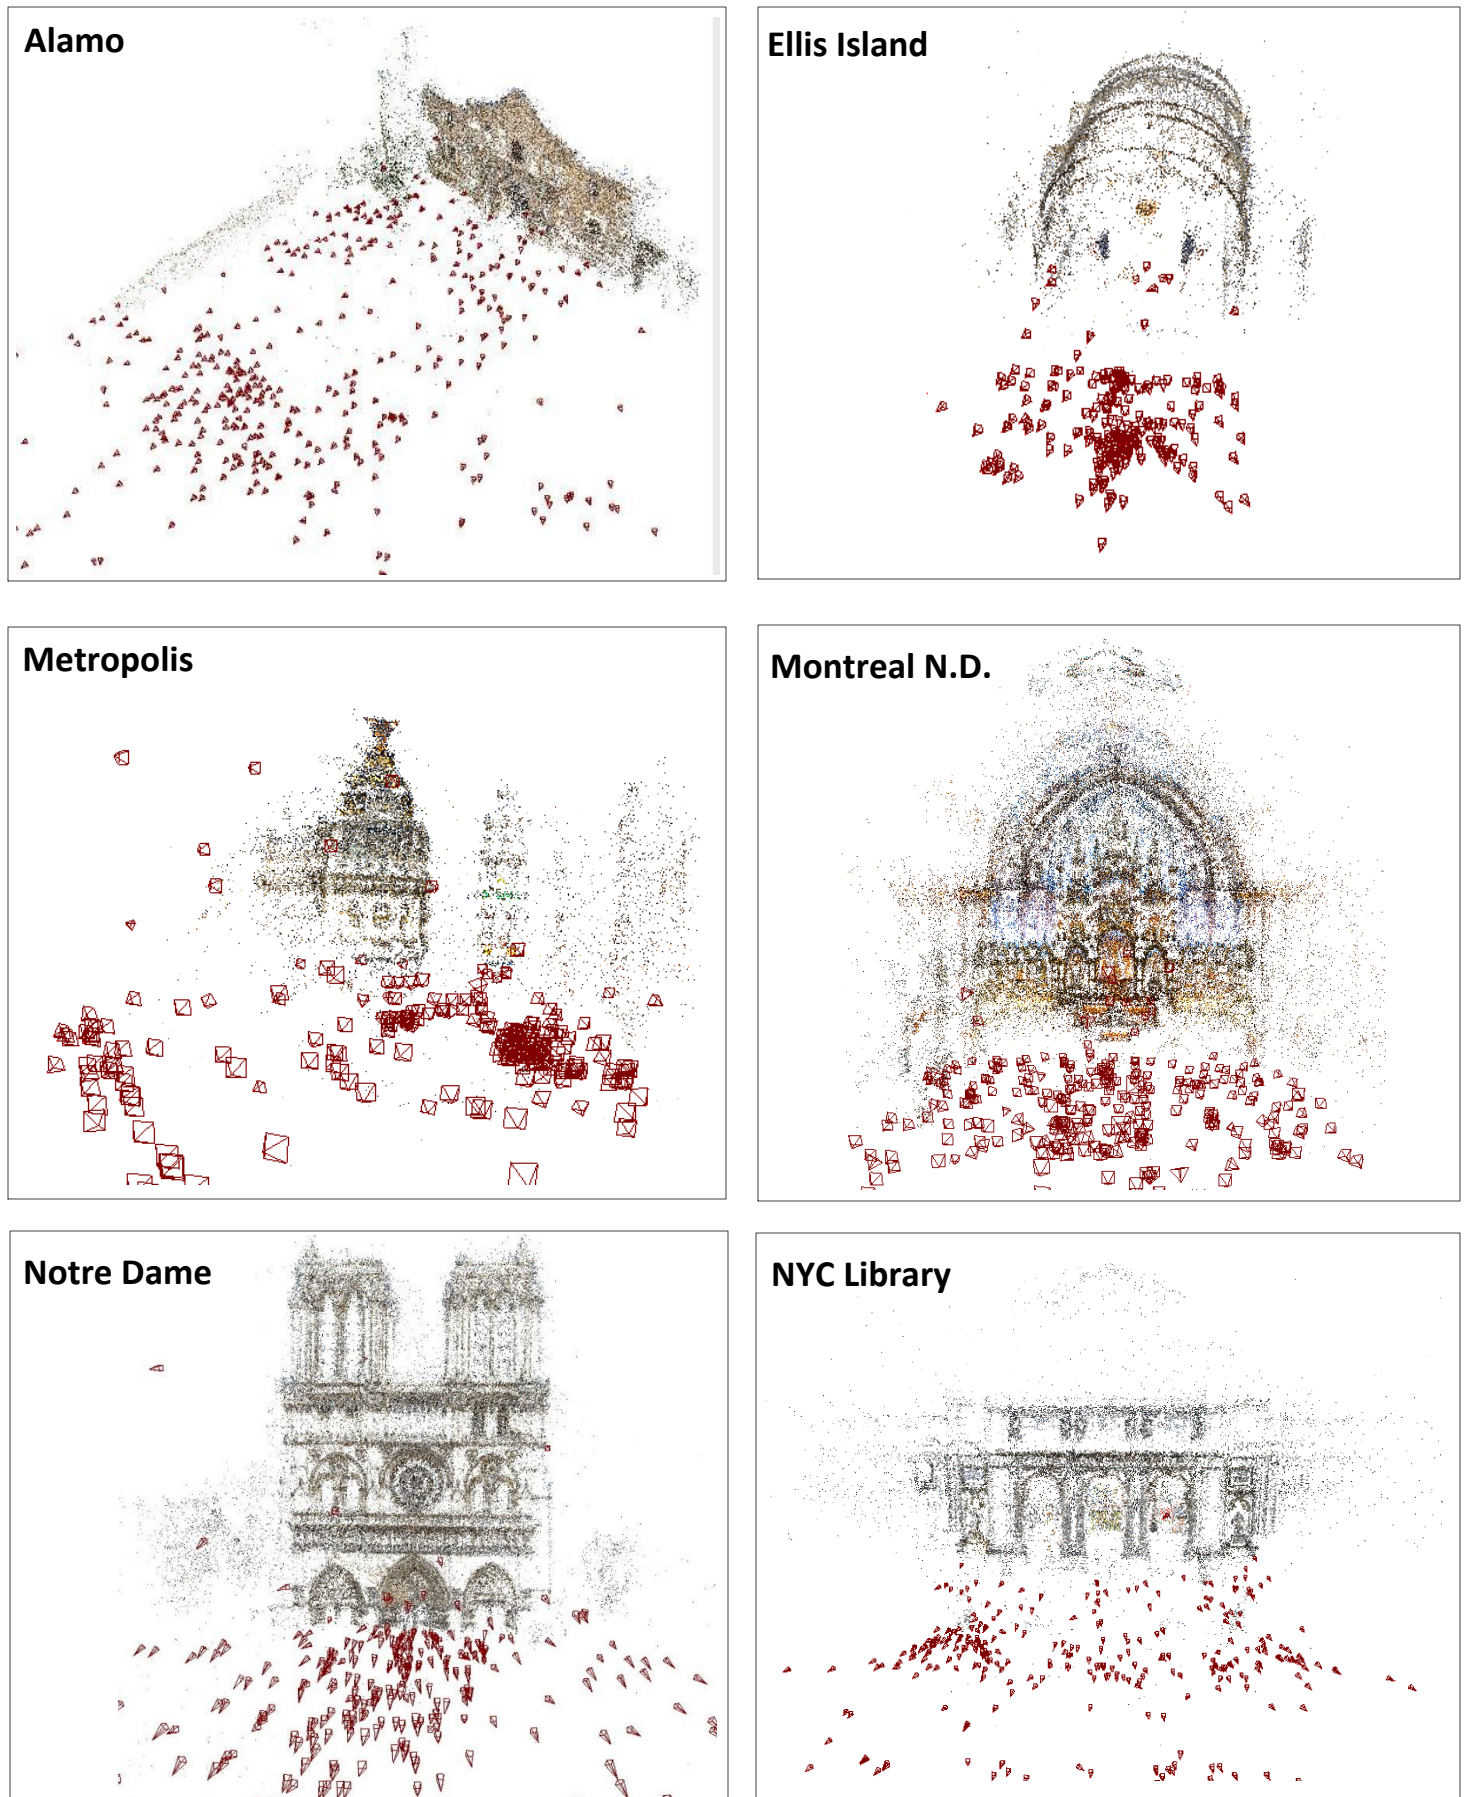 Alamo
Ellis Island
Metropolis
Montreal N.D.
Notre Dame
NYC Library